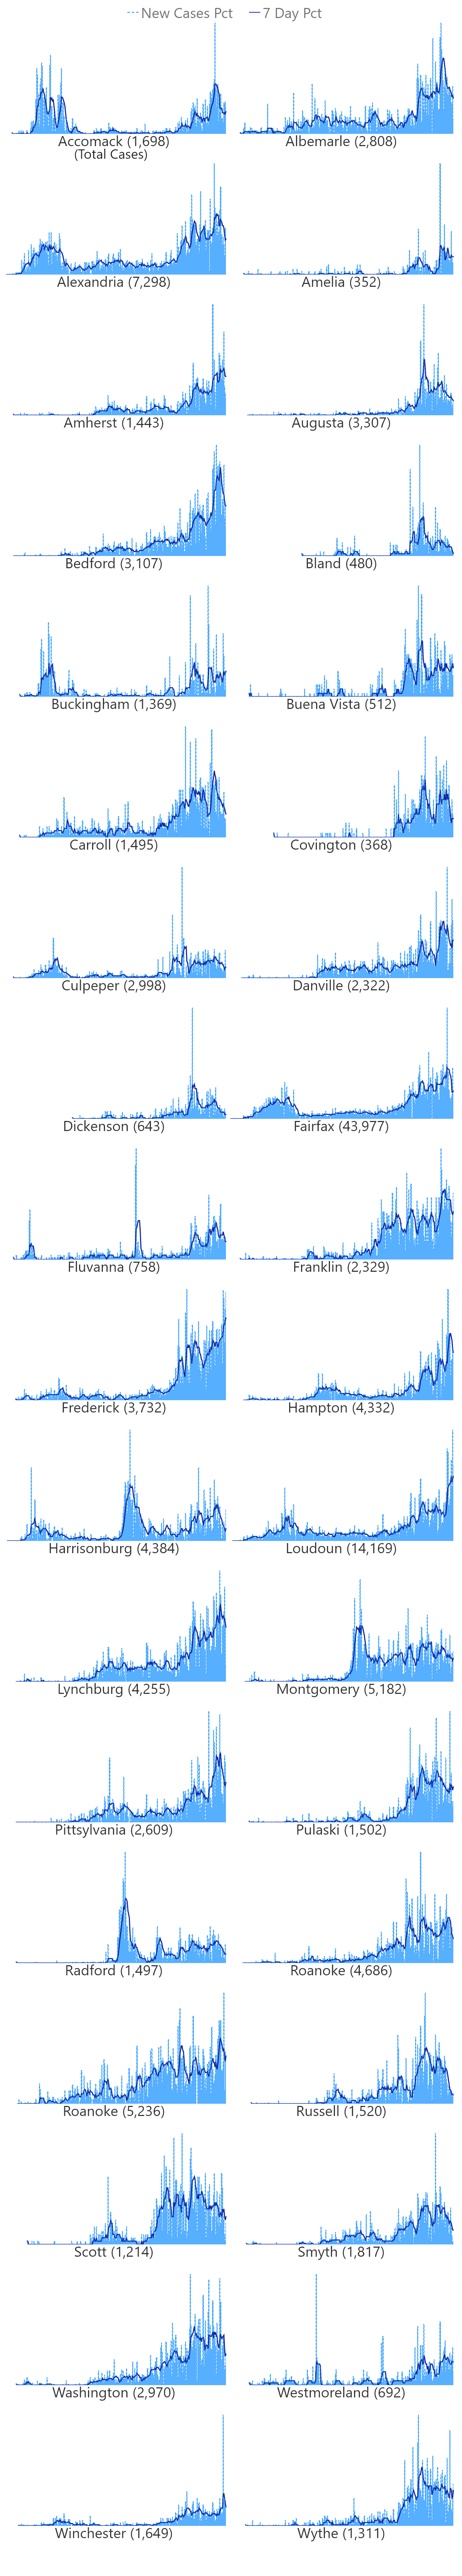 New Cases Pct 7 Day Pct
Accomack (1,698) Albemarle (2,808)
(Total Cases)
Alexandria (7,298) Amelia (352)
Amherst (1,443) Augusta (3,307)
Bedford (3,107) Bland (480)
Buckingham (1,369) Buena Vista (512)
Carroll (1,495) Covington (368)
Culpeper (2,998) Danville (2,322)
Dickenson (643) Fairfax (43,977)
Fluvanna (758) Franklin (2,329)
Frederick (3,732) Hampton (4,332)
Harrisonburg (4,384) Loudoun (14,169)
Lynchburg (4,255) Montgomery (5,182)
Pittsylvania (2,609) Pulaski (1,502)
Radford (1,497) Roanoke (4,686)
Roanoke (5,236) Russell (1,520)
Scott (1,214) Smyth (1,817)
Washington (2,970) Westmoreland (692)
Winchester (1,649) Wythe (1,311)